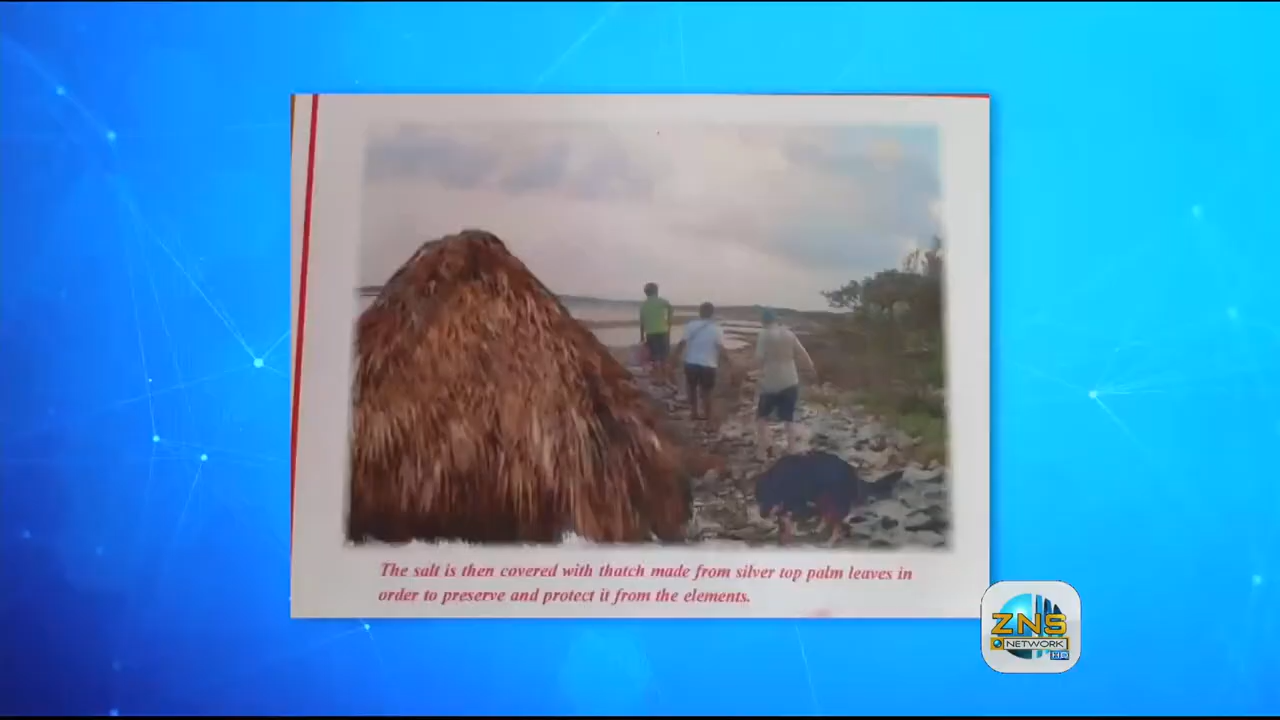 The salt is then covered with thatch made from silver top palm leaves in
order to preserve and protect it from the elements.
ZNS
NETWORK
HD